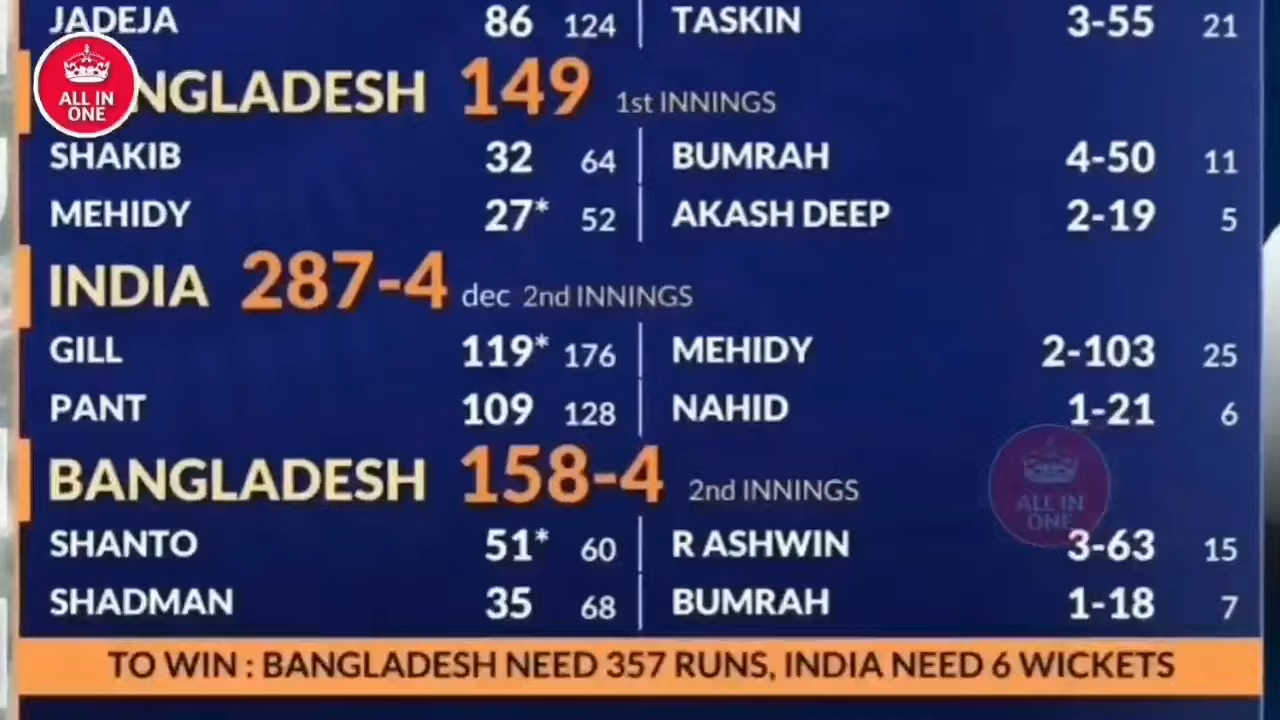 JADEJA 86 124 TASKIN 3-55 21
ALL IN
ONE
NGLADESH 149 1st INNINGS
SHAKIB 32 64 BUMRAH 4-50 11
MEHIDY 27* 52 AKASH DEEP 2-19 5
INDIA 287-4 dec 2nd INNINGS
GILL 119* 176 MEHIDY 2-103 25
PANT 109 128 NAHID 1-21 6
BANGLADESH 158-4 2nd INNINGS
ALL IN
ONE
SHANTO 51* 60 R ASHWIN 3-63 15
SHADMAN 35 68 BUMRAH 1-18 7
TO WIN : BANGLADESH NEED 357 RUNS, INDIA NEED 6 WICKETS